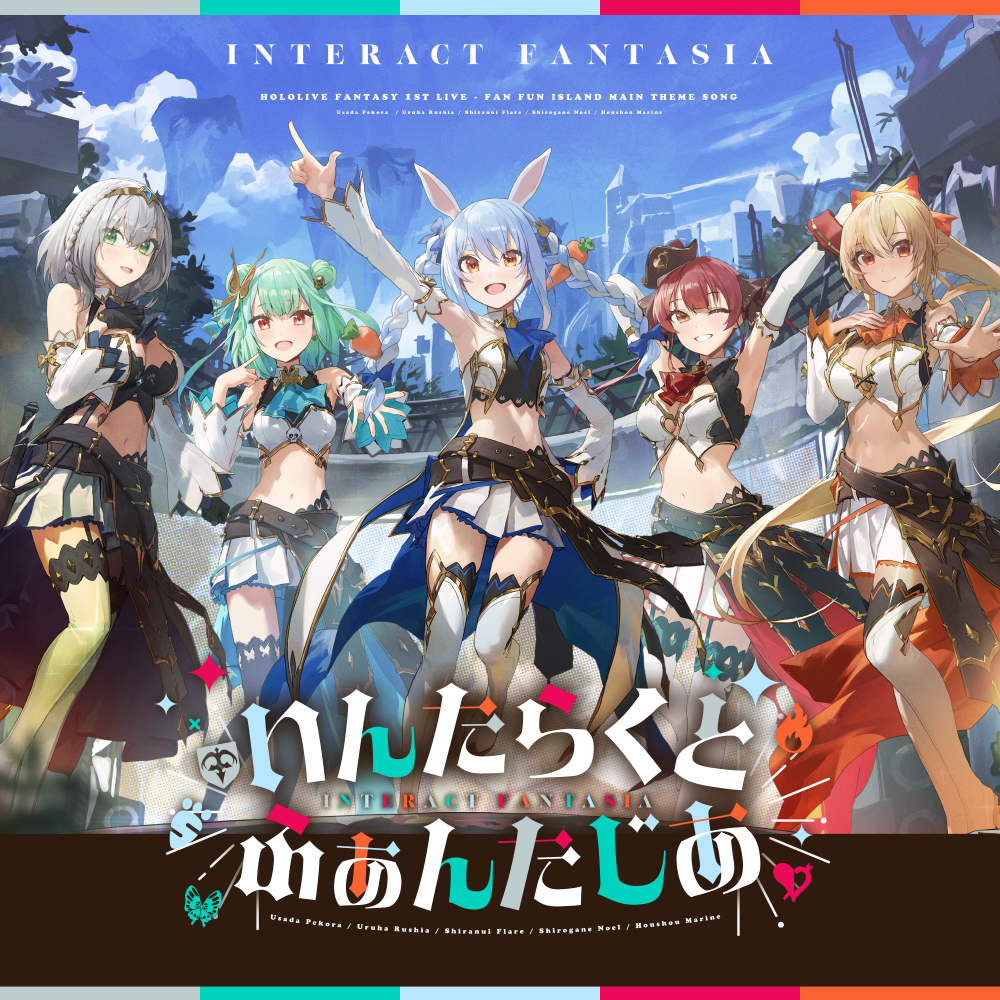 INTERACT FANTASIA
HOLOLIVE FANTASY 1ST LIVE - FAN FUN ISLAND MAIN THEME SONG
Usada Pekora / Uruha Rushia / Shiranui Flare / Shirogane Noel / Houshou Marine
いんたらくと
INTERACT FANTASIA
ふぁんたじあ
Usada Pekora / Uruha Rushia / Shiranui Flare / Shirogane Noel / Houshou Marine